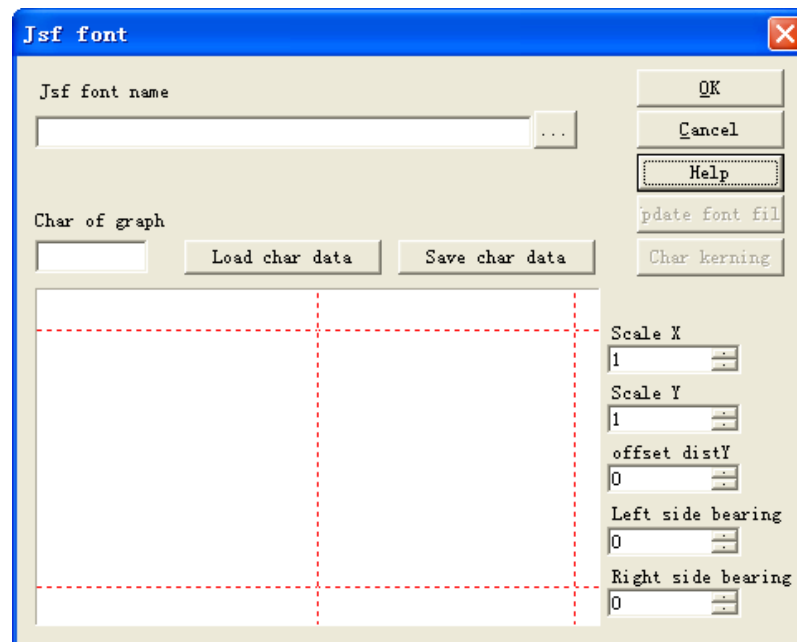 Jsf font
Jsf font name
...
OK
Cancel
Help
pdate font fil
Char kerning
Char of graph
Load char data
Save char data
Scale X
1
Scale Y
1
offset distY
0
Left side bearing
0
Right side bearing
0